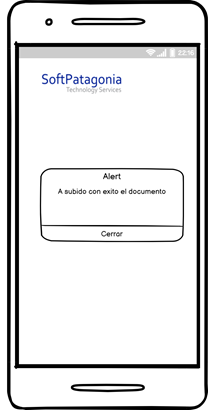 22:16
SoftPatagonia
Technology Services
Alert
A subido con exito el documento
Cerrar